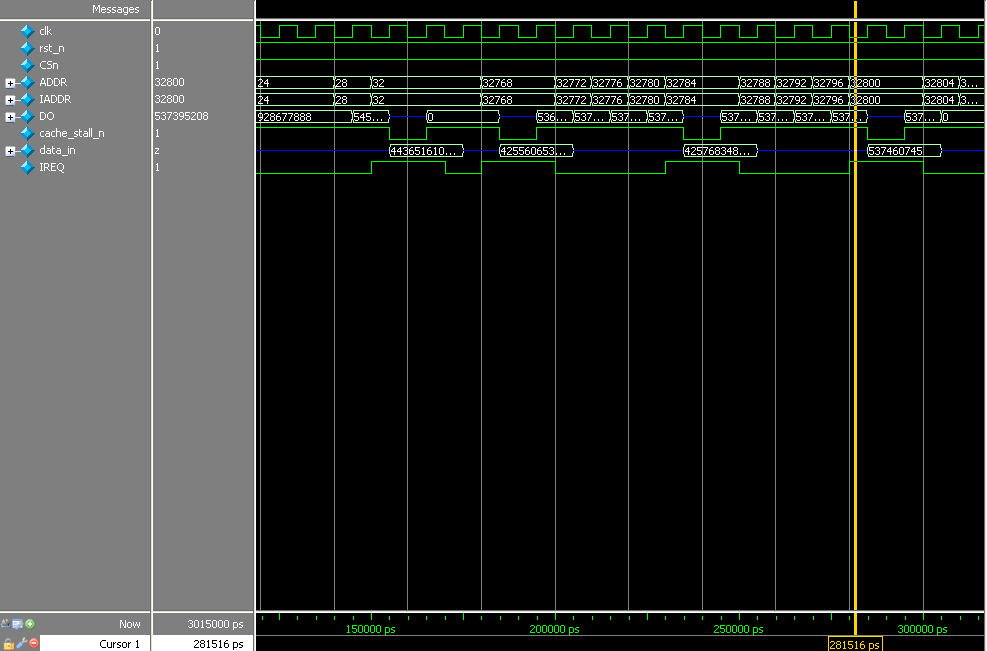 Messages
clk 0
rst_n 1
CSn 1
ADDR 32800 24 28 32 32768 32772 32776 32780 32784 32788 32792 32796 32800 32804 3...
IADDR 32800 24 28 32 32768 32772 32776 32780 32784 32788 32792 32796 32800 32804 3...
DO 537395208 928677888 545... 0 536... 537... 537... 537... 537... 537... 537... 537... 537... 0
cache_stall_n 1
data_in z 443651610... 425560653... 425768348... 537460745
IREQ 1
Now 3015000 ps 150000 ps 200000 ps 250000 ps 300000 ps
Cursor 1 281516 ps 281516 ps